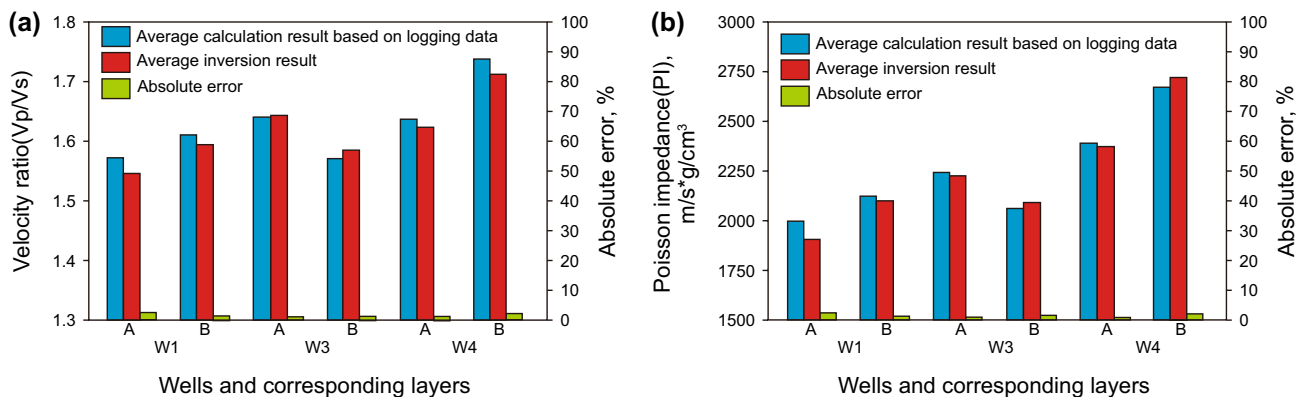 (a)
1.8
1.7
1.6
1.5
1.4
1.3
Velocity ratio(Vp/Vs)
Average calculation result based on logging data
Average inversion result
Absolute error
100
90
80
70
60
50
40
30
20
10
0
Absolute error, %
A B A B A B
W1 W3 W4
Wells and corresponding layers
(b)
3000
2750
2500
2250
2000
1750
1500
Poisson impedance(PI),
m/s*g/cm³
Average calculation result based on logging data
Average inversion result
Absolute error
100
90
80
70
60
50
40
30
20
10
0
Absolute error, %
A B A B A B
W1 W3 W4
Wells and corresponding layers